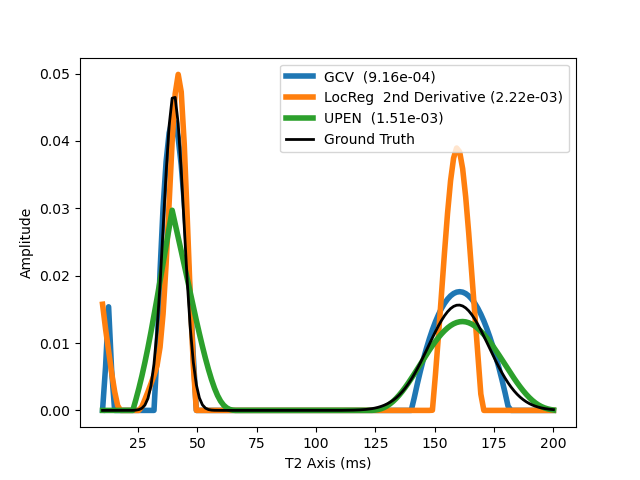 GCV (9.16e-04)
LocReg 2nd Derivative (2.22e-03)
UPEN (1.51e-03)
Ground Truth
Amplitude
0.05
0.04
0.03
0.02
0.01
0.00
25 50 75 100 125 150 175 200
T2 Axis (ms)